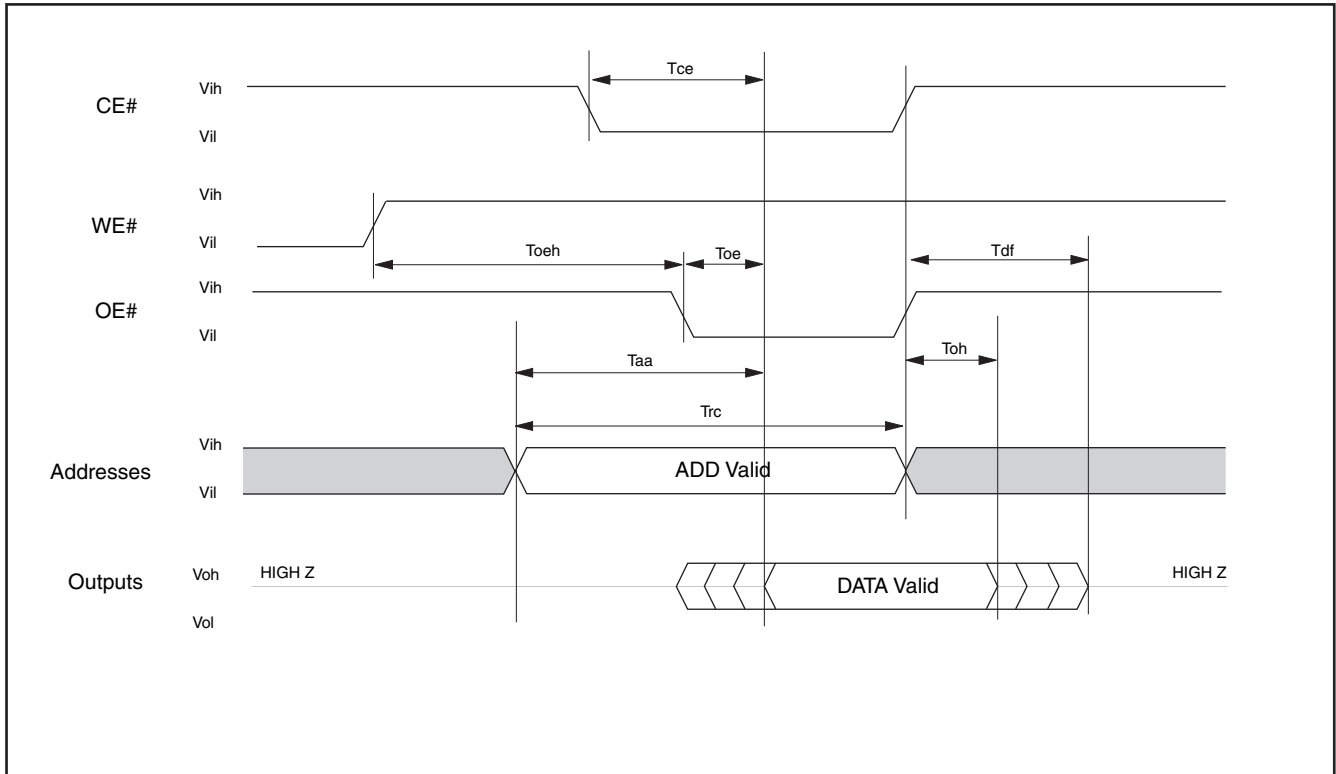 Tce
Vih
CE#
Vil
Vih
WE#
Vil
Toeh
Toe
Tdf
Vih
OE#
Vil
Toh
Taa
Trc
Vih
Addresses
ADD Valid
Vil
Outputs
Voh
HIGH Z
DATA Valid
HIGH Z
Vol